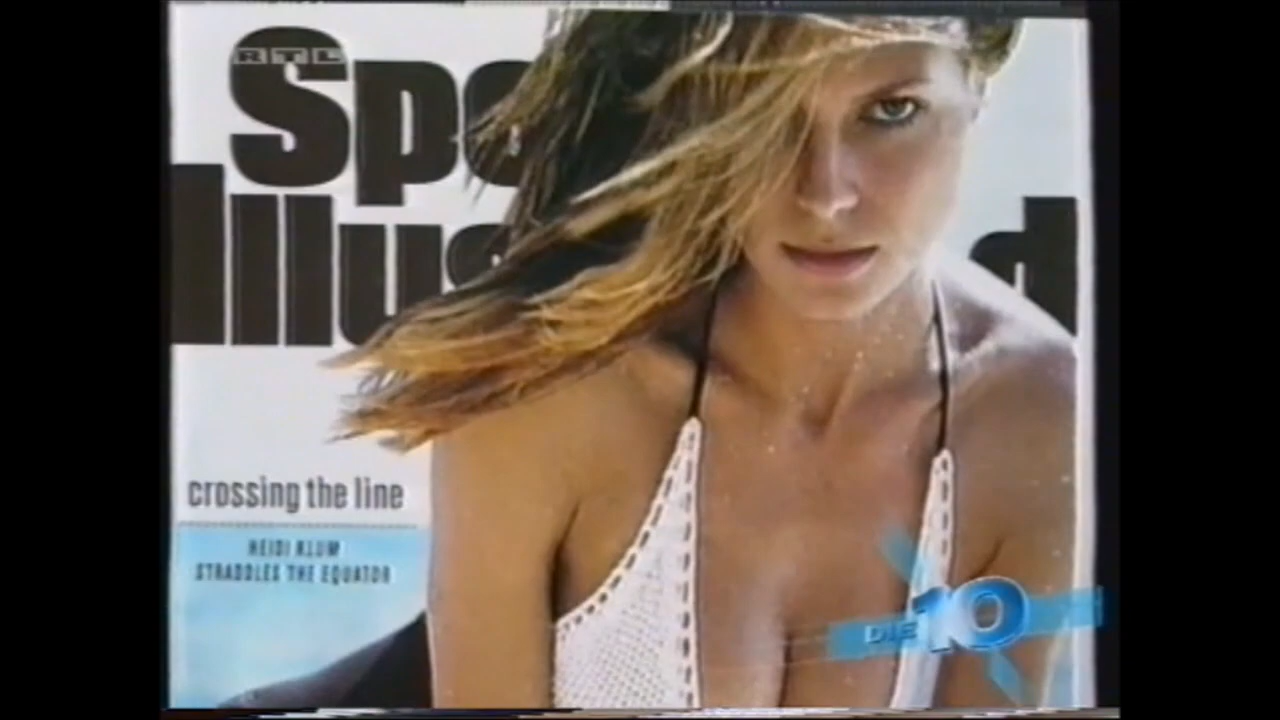 RTL
Spo
Illus d
crossing the line
HEIDI KLUM
STRADDLES THE EQUATOR
DIE 10